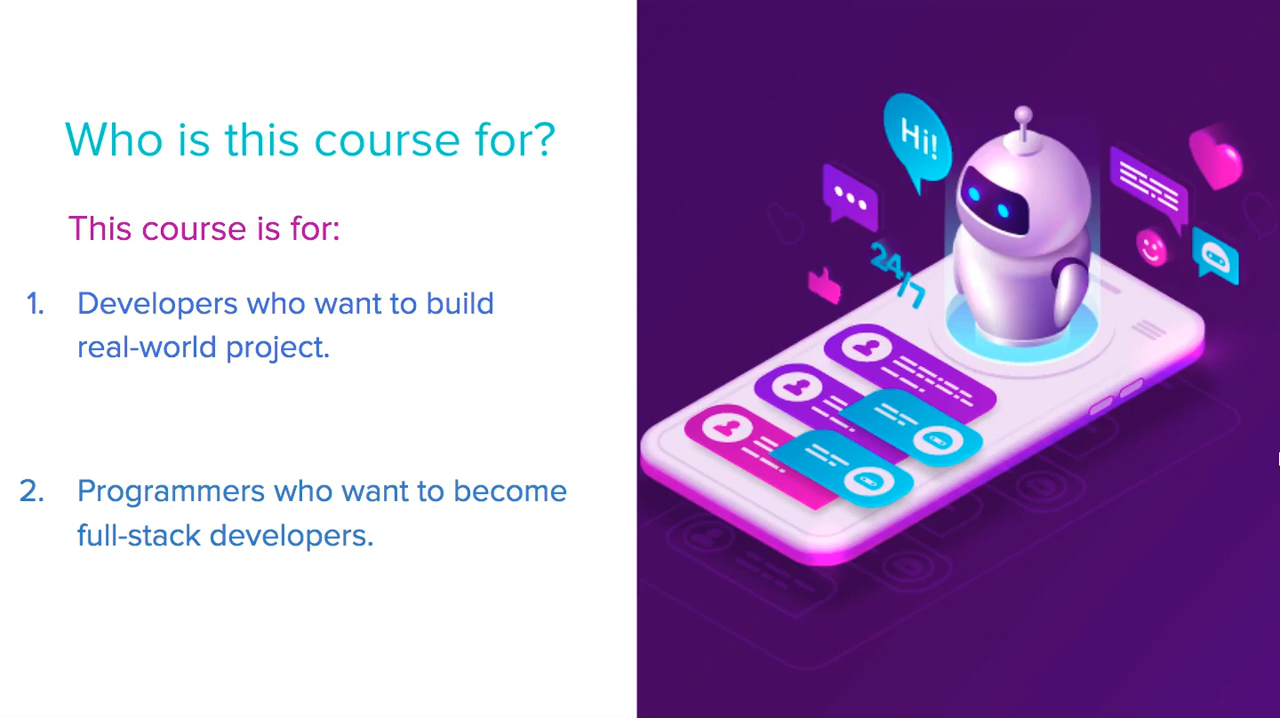 Who is this course for?
This course is for:
1. Developers who want to build
real-world project.
2. Programmers who want to become
full-stack developers.
Hi!
24/7